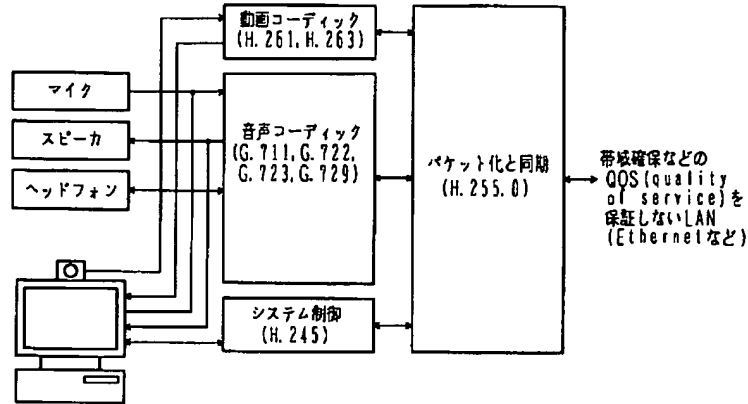 動画コーディック
(H.261,H.263)
マイク
スピーカ
ヘッドフォン
音声コーディック
(G.711,G.722,
G.723,G.729)
システム制御
(H.245)
パケット化と同期
(H.255.0)
帯域確保などの
QOS(quality
of service)を
保証しないLAN
(Ethernetなど)